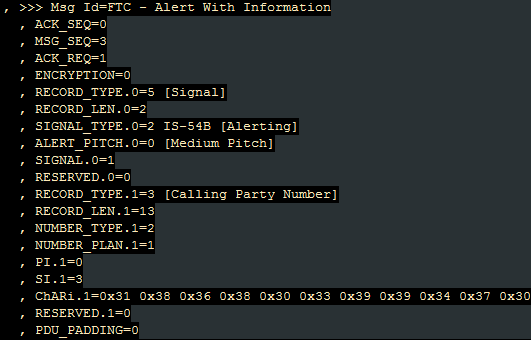 , >>> Msg Id=FTC - Alert With Information
, ACK_SEQ=0
, MSG_SEQ=3
, ACK_REQ=1
, ENCRYPTION=0
, RECORD_TYPE.0=5 [Signal]
, RECORD_LEN.0=2
, SIGNAL_TYPE.0=2 IS-54B [Alerting]
, ALERT_PITCH.0=0 [Medium Pitch]
, SIGNAL.0=1
, RESERVED.0=0
, RECORD_TYPE.1=3 [Calling Party Number]
, RECORD_LEN.1=13
, NUMBER_TYPE.1=2
, NUMBER_PLAN.1=1
, PI.1=0
, SI.1=3
, ChARi.1=0x31 0x38 0x36 0x38 0x30 0x33 0x39 0x39 0x34 0x37 0x30
, RESERVED.1=0
, PDU_PADDING=0